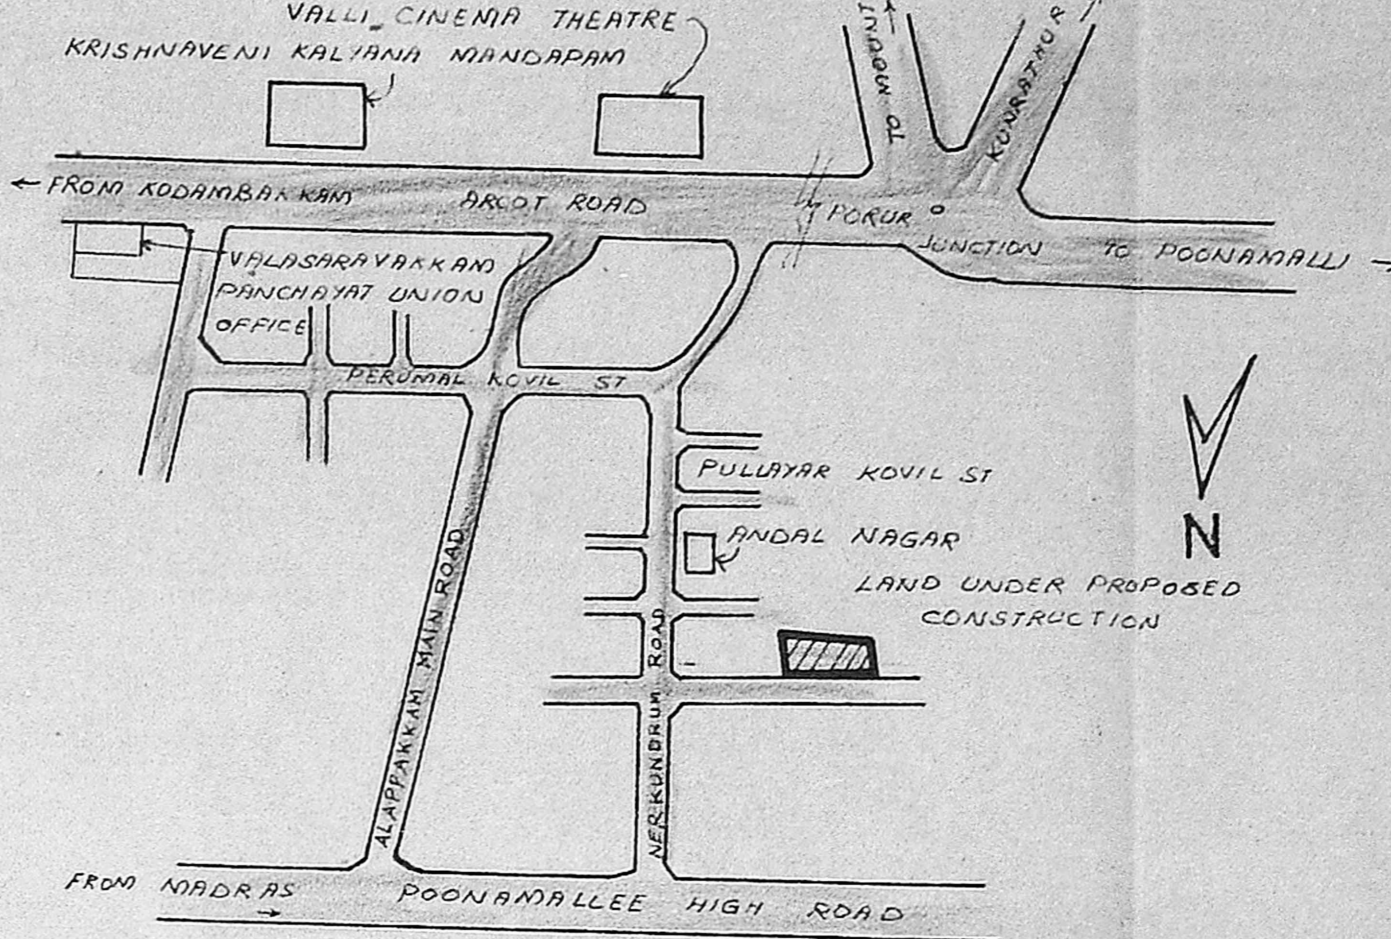 VALLI CINEMA THEATRE
KRISHNAVENI KALYANA MANDAPAM
TO MOUNT
KUNRATHUR
FROM KODAMBAKKAM
ARCOT ROAD
PORUR
JUNCTION
TO POONAMALLI
VALASARAVAKKAM
PANCHAYAT UNION
OFFICE
PERUMAL KOVIL ST
PULLAYAR KOVIL ST
ANDAL NAGAR
N
LAND UNDER PROPOSED
CONSTRUCTION
ALAPPAKKAM MAIN ROAD
NERKUNDRUM ROAD
FROM MADRAS
POONAMALLEE HIGH ROAD